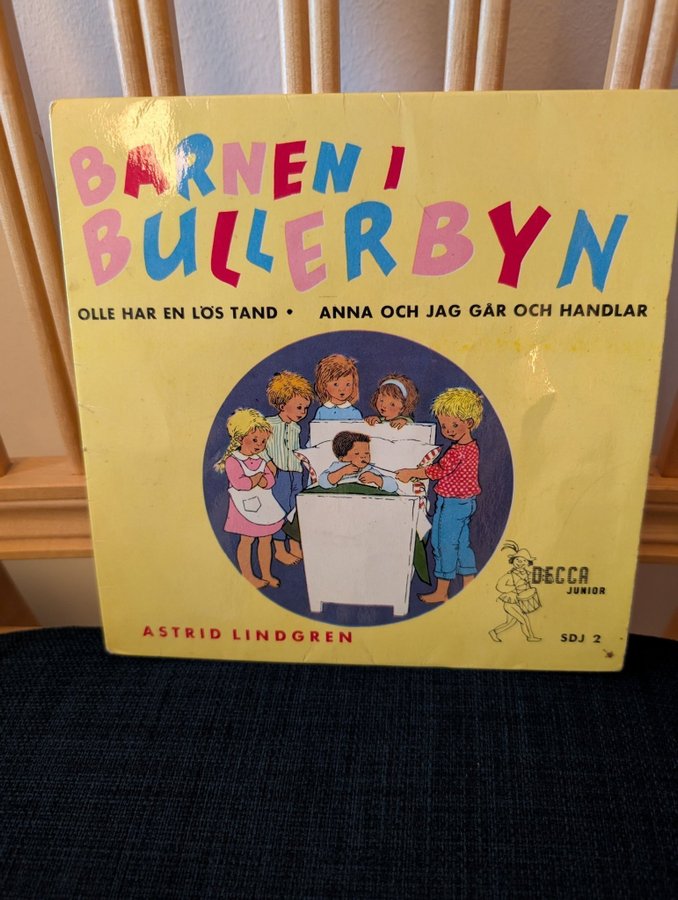 BARNEN I
BULLERBYN
OLLE HAR EN LÖS TAND • ANNA OCH JAG GÅR OCH HANDLAR
DECCA
JUNIOR
ASTRID LINDGREN
SDJ 2